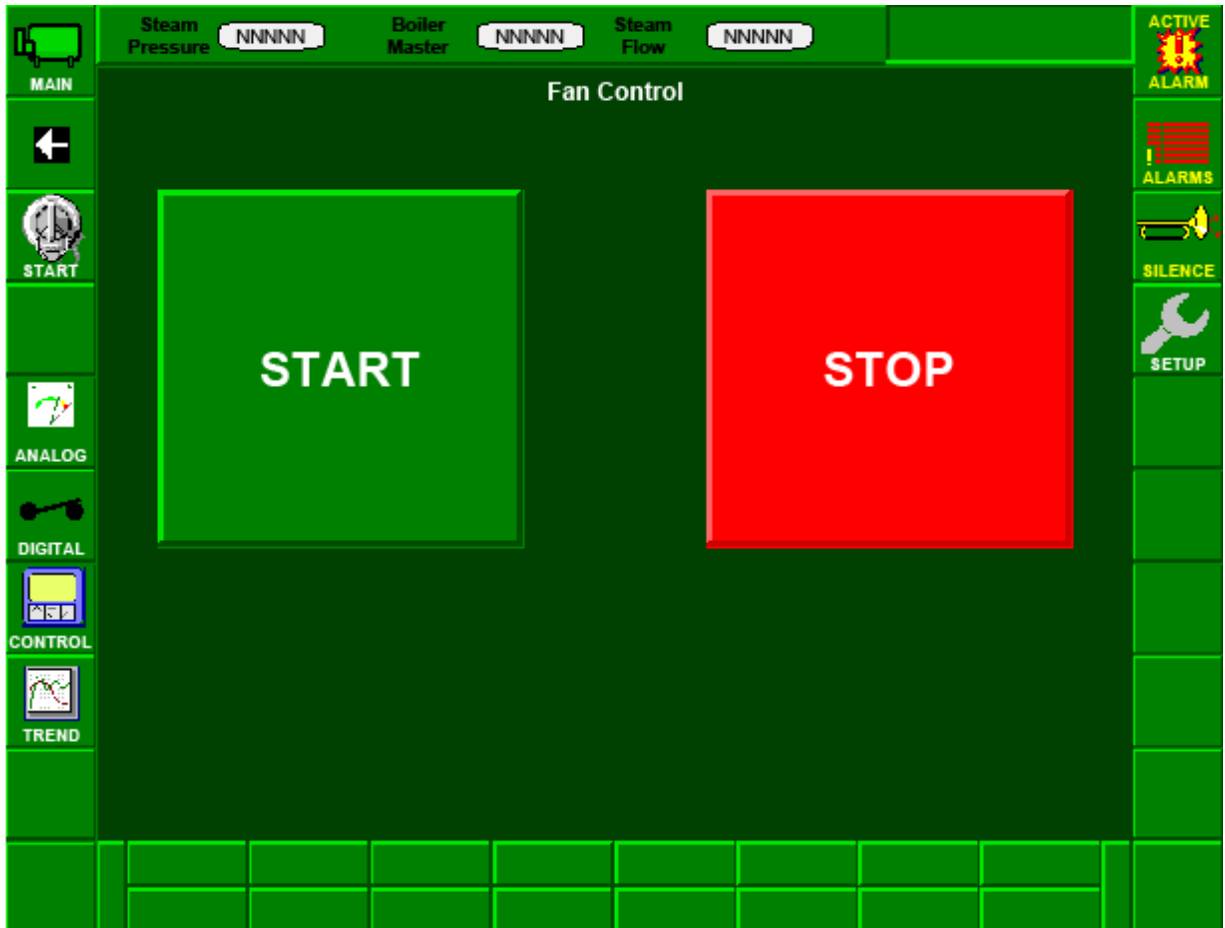 Steam
Pressure
NNNNN
Boiler
Master
NNNNN
Steam
Flow
NNNNN
ACTIVE
ALARM
MAIN
Fan Control
ALARMS
START
SILENCE
START
STOP
SETUP
ANALOG
DIGITAL
CONTROL
TREND